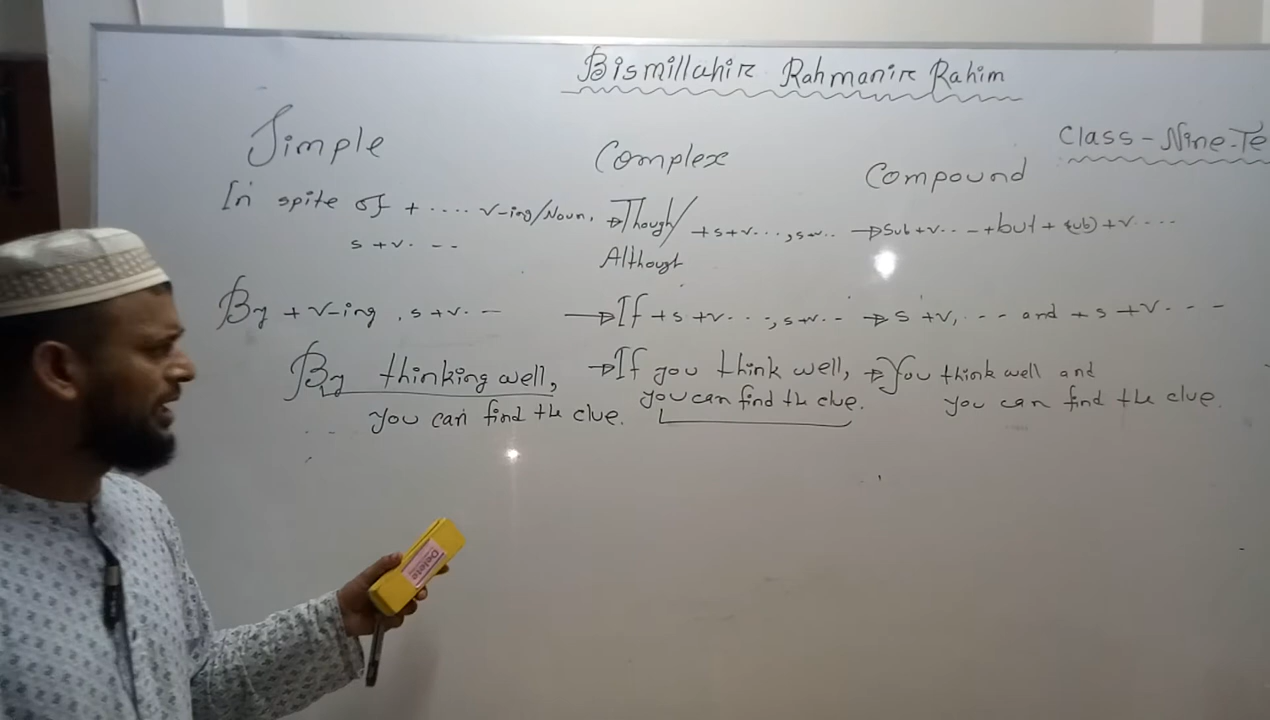 Bismillahir Rahmanir Rahim
Class-Nine-Te
Simple
Complex
Compound
In spite of + .... v-ing/Noun,
s + v. ---
→ Though/
Although
+ s + v ..., s+v..
→ Sub + v... + but + sub) + v ....
By + v-ing , s + v. --
→ If + s + v..., s+v..
→ s + v, --- and + s + v ----
By thinking well,
you can find the clue.
→ If you think well,
you can find the clue.
→ You think well and
you can find the clue.
Delete